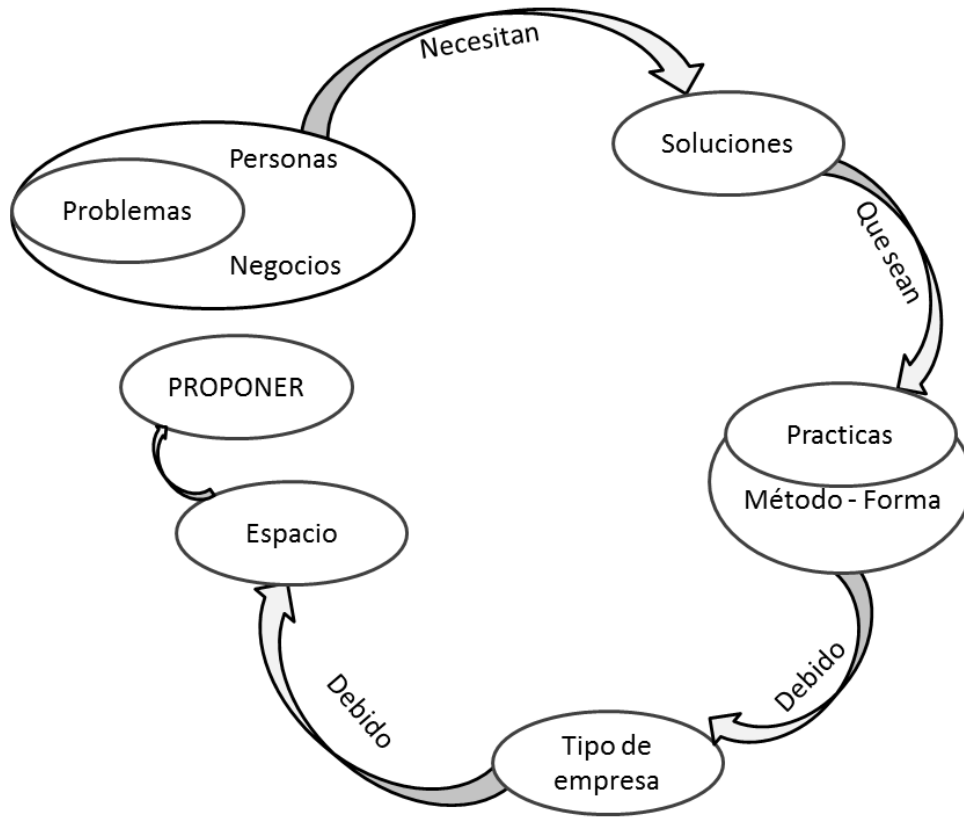 Necesitan
Personas
Problemas
Negocios
Soluciones
Que sean
Practicas
Método - Forma
Debido
Tipo de
empresa
Debido
Espacio
PROPONER